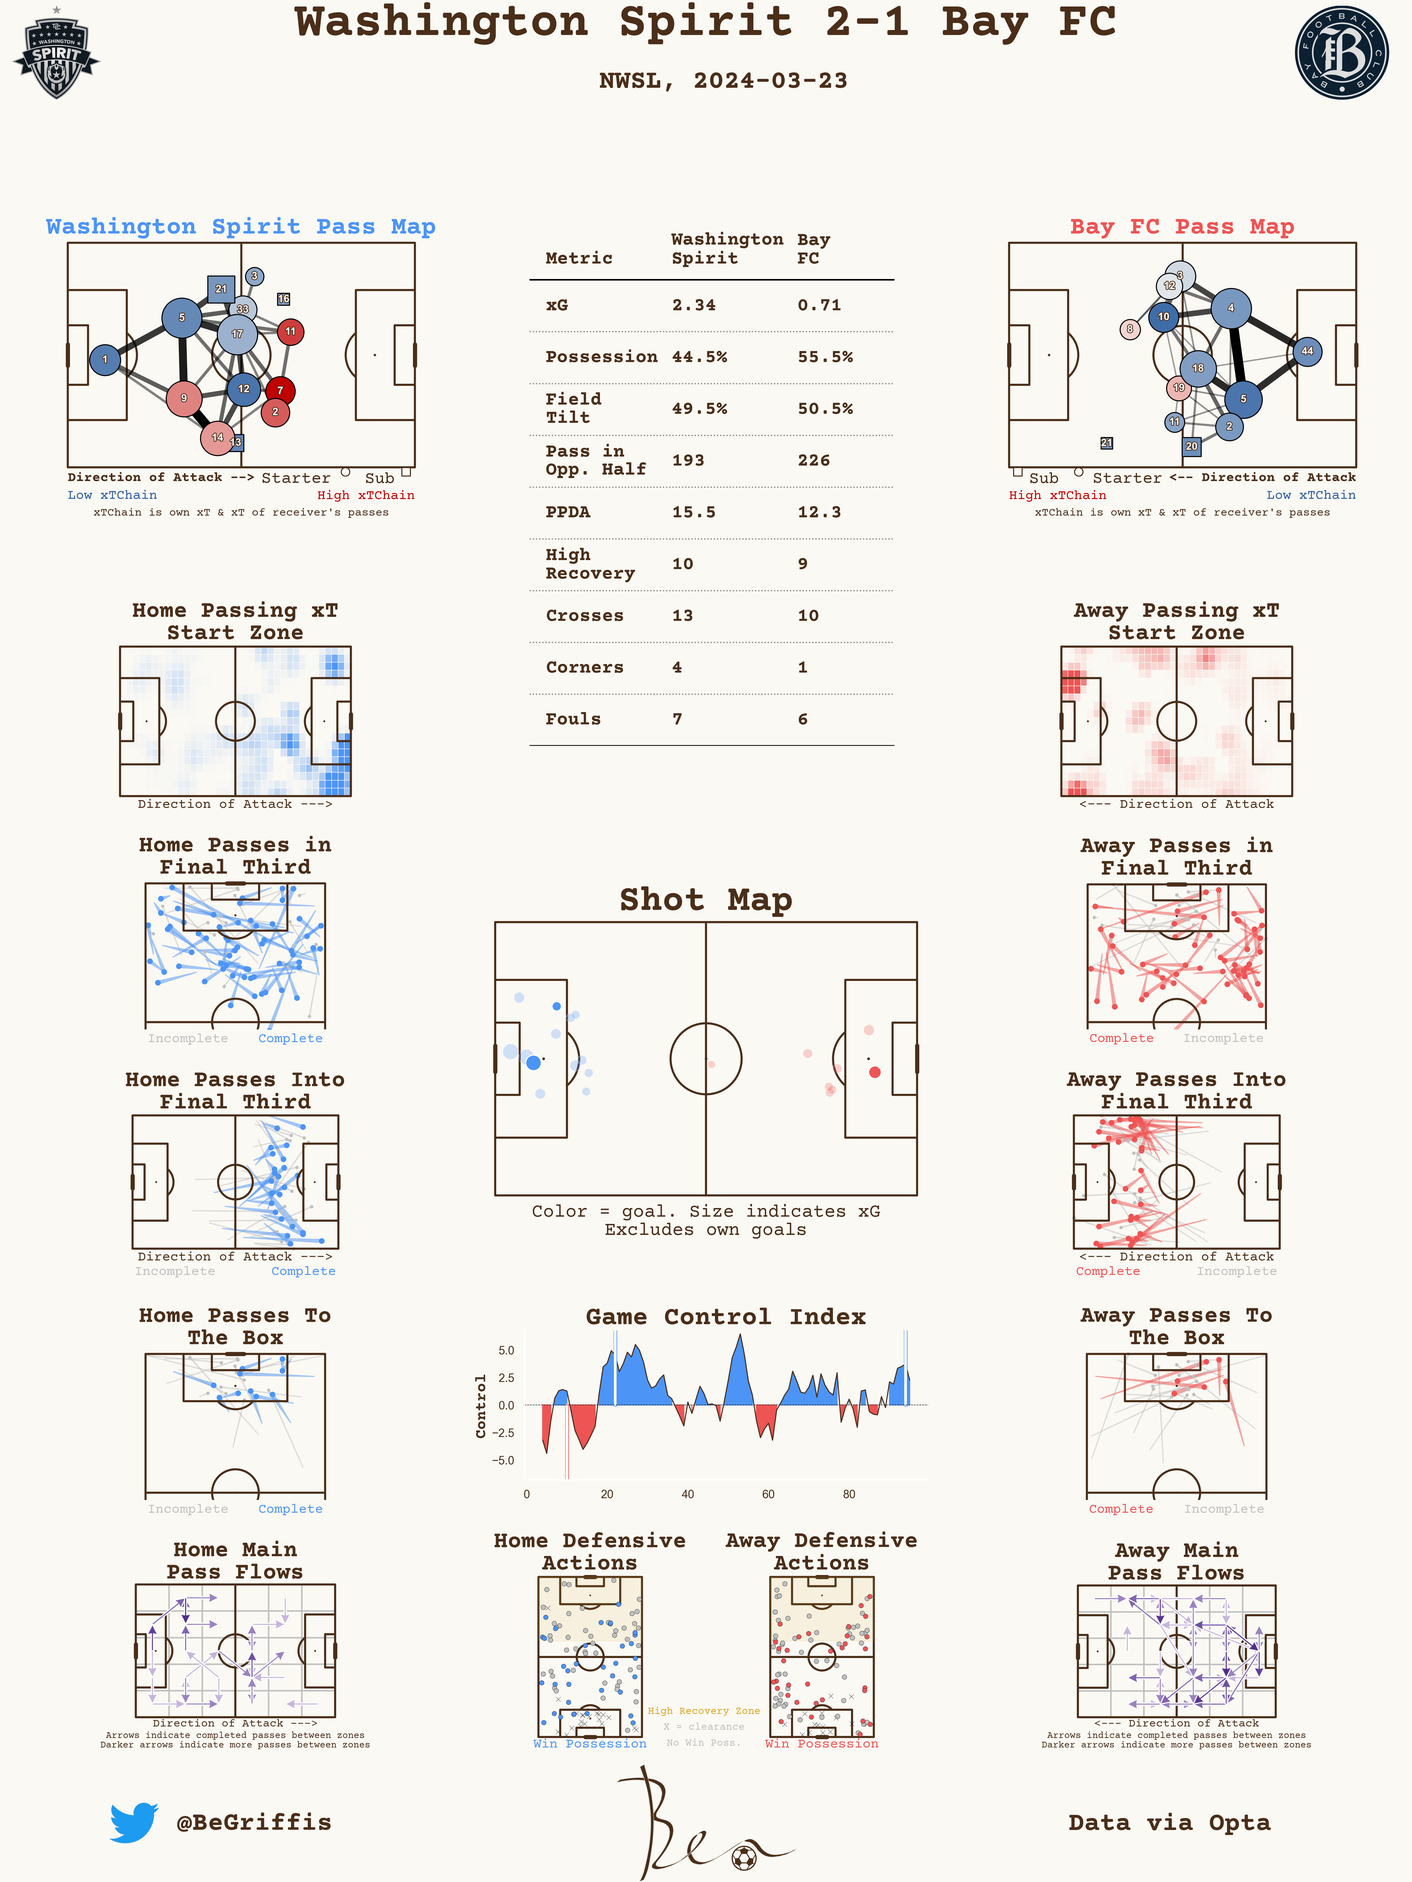 Washington Spirit 2-1 Bay FC
NWSL, 2024-03-23
WASHINGTON
SPIRIT
BAY FOOTBALL CLUB
B
Washington Spirit Pass Map
3
21
16
33
5
17
11
1
12
7
9
2
14
13
Direction of Attack --> Starter Sub
Low xTChain High xTChain
xTChain is own xT & xT of receiver's passes
Metric Washington Spirit Bay FC
xG 2.34 0.71
Possession 44.5% 55.5%
Field Tilt 49.5% 50.5%
Pass in Opp. Half 193 226
PPDA 15.5 12.3
High Recovery 10 9
Crosses 13 10
Corners 4 1
Fouls 7 6
Bay FC Pass Map
3
12
4
10
8
44
18
19
5
11
2
21
20
Sub Starter <-- Direction of Attack
High xTChain Low xTChain
xTChain is own xT & xT of receiver's passes
Home Passing xT
Start Zone
Direction of Attack --->
Away Passing xT
Start Zone
<--- Direction of Attack
Home Passes in
Final Third
Incomplete Complete
Away Passes in
Final Third
Complete Incomplete
Shot Map
Color = goal. Size indicates xG
Excludes own goals
Home Passes Into
Final Third
Direction of Attack --->
Incomplete Complete
Away Passes Into
Final Third
<--- Direction of Attack
Complete Incomplete
Home Passes To
The Box
Incomplete Complete
Game Control Index
Control
5.0
2.5
0.0
−2.5
−5.0
0 20 40 60 80
Away Passes To
The Box
Complete Incomplete
Home Main
Pass Flows
Direction of Attack --->
Arrows indicate completed passes between zones
Darker arrows indicate more passes between zones
Home Defensive
Actions
Win Possession
High Recovery Zone
X = clearance
No Win Poss.
Away Defensive
Actions
Win Possession
Away Main
Pass Flows
<--- Direction of Attack
Arrows indicate completed passes between zones
Darker arrows indicate more passes between zones
@BeGriffis
Ben
Data via Opta